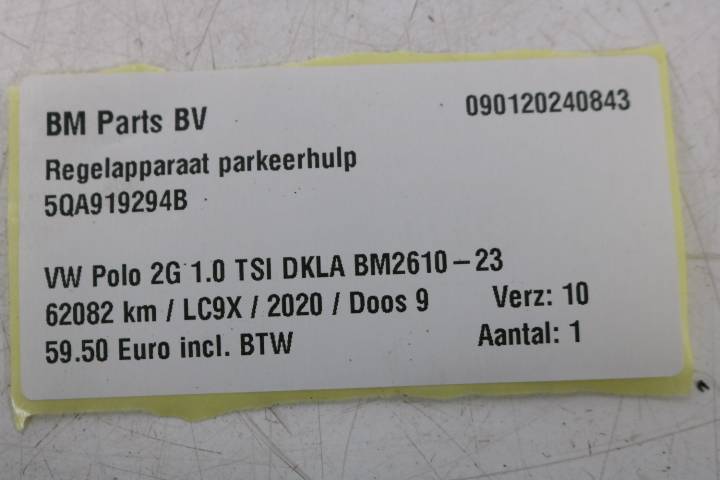 BM Parts BV 090120240843
Regelapparaat parkeerhulp
5QA919294B
VW Polo 2G 1.0 TSI DKLA BM2610-23
62082 km / LC9X / 2020 / Doos 9 Verz: 10
59.50 Euro incl. BTW Aantal: 1